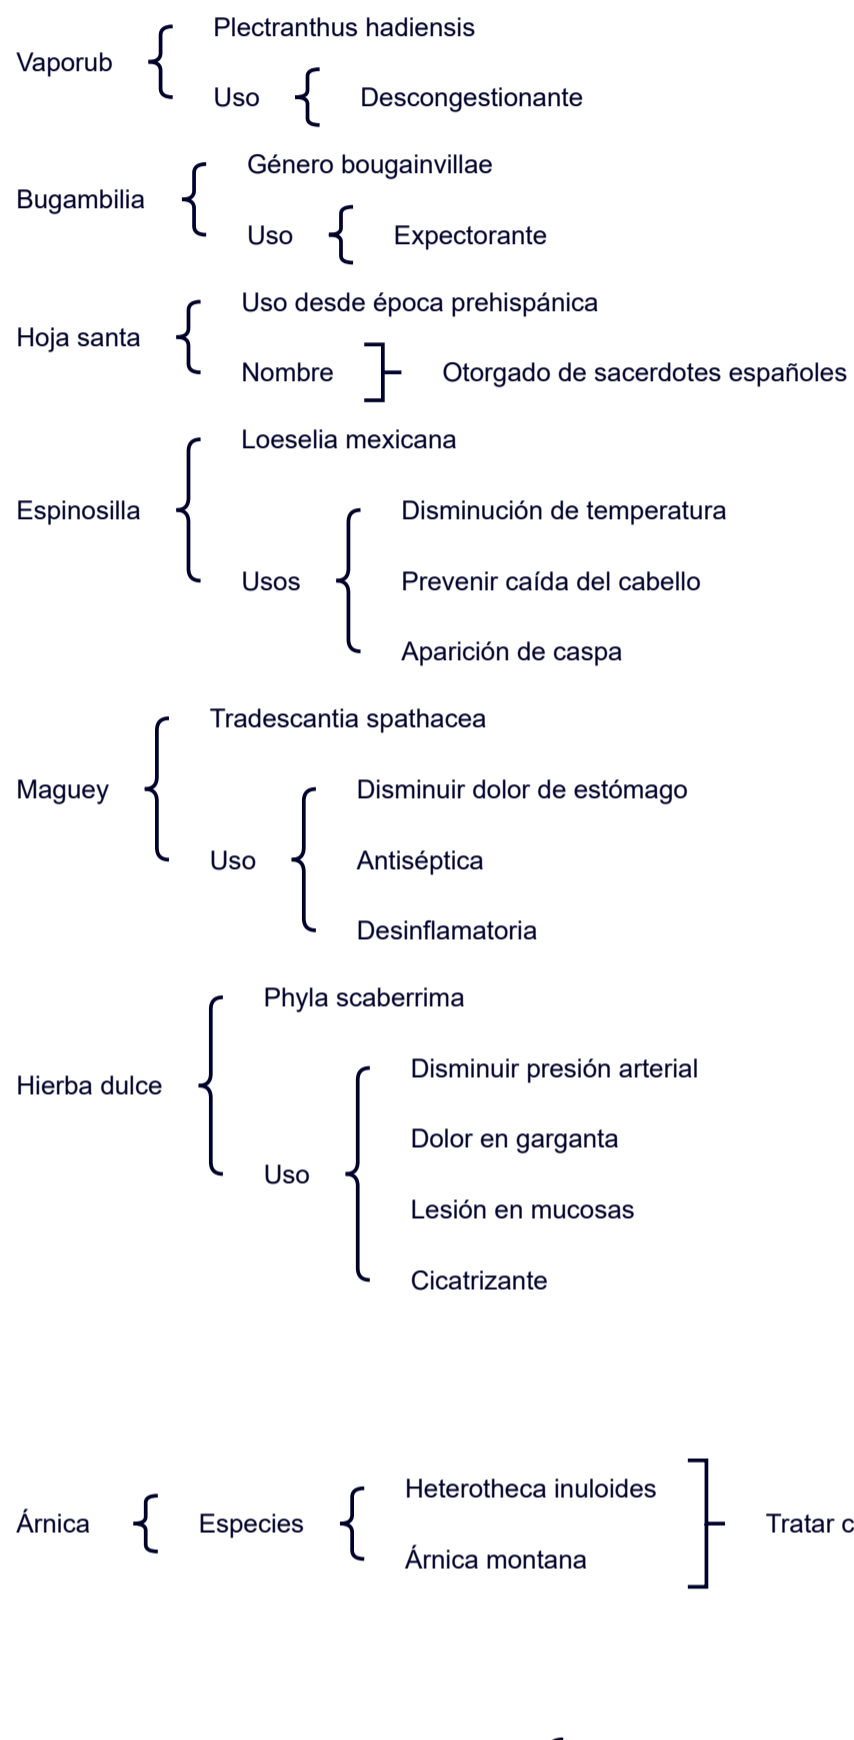 Plectranthus hadiensis
Vaporub
Uso
Descongestionante
Género bougainvillae
Bugambilia
Uso
Expectorante
Uso desde época prehispánica
Hoja santa
Nombre
Otorgado de sacerdotes españoles
Loeselia mexicana
Espinosilla
Disminución de temperatura
Usos
Prevenir caída del cabello
Aparición de caspa
Tradescantia spathacea
Maguey
Disminuir dolor de estómago
Uso
Antiséptica
Desinflamatoria
Phyla scaberrima
Hierba dulce
Disminuir presión arterial
Dolor en garganta
Uso
Lesión en mucosas
Cicatrizante
Heterotheca inuloides
Árnica
Especies
Árnica montana
Tratar c